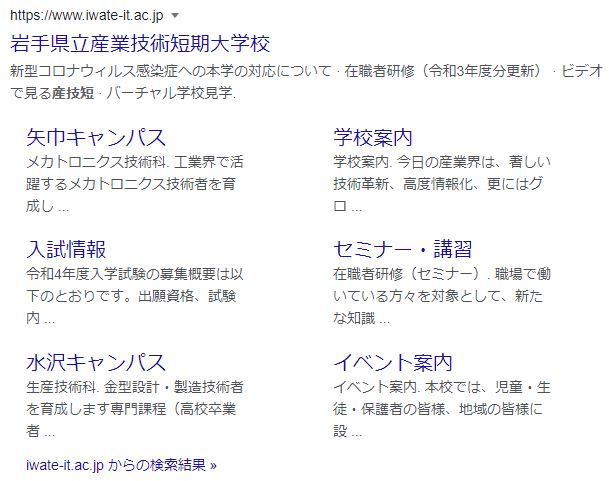 https://www.iwate-it.ac.jp
岩手県立産業技術短期大学校
新型コロナウィルス感染症への本学の対応について · 在職者研修（令和3年度分更新） · ビデオ
で見る産技短 · バーチャル学校見学.
矢巾キャンパス
メカトロニクス技術科. 工業界で活
躍するメカトロニクス技術者を育
成し ...
学校案内
学校案内. 今日の産業界は、著しい
技術革新、高度情報化、更にはグ
ロ ...
入試情報
令和4年度入学試験の募集概要は以
下のとおりです。出願資格、試験
内 ...
セミナー・講習
在職者研修（セミナー）. 職場で働
いている方々を対象として、新た
な知識 ...
水沢キャンパス
生産技術科. 金型設計・製造技術者
を育成します専門課程（高校卒業
者 ...
イベント案内
イベント案内. 本校では、児童・生
徒・保護者の皆様、地域の皆様に
設 ...
iwate-it.ac.jp からの検索結果 »